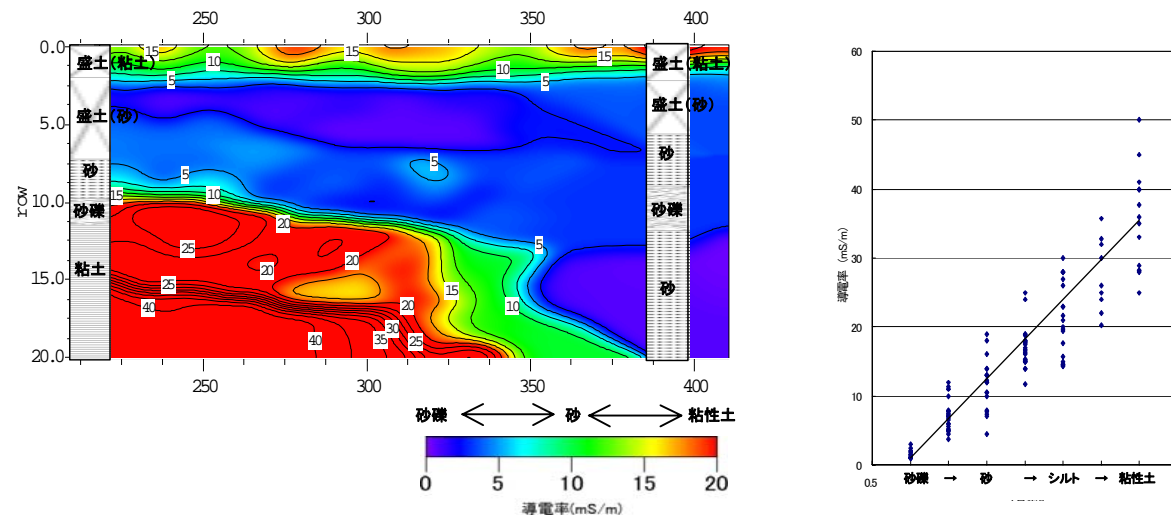 250 300 350 400
0.0
5.0
10.0
15.0
20.0
row
盛土(粘土)
盛土(砂)
砂
砂礫
粘土
15 15 15
10 10
5 5
5 5
15 10
20
25
20 20
25
40
40 35 30 25 20
15 10 5
盛土(粘土)
盛土(砂)
砂
砂礫
砂
250 300 350 400
砂礫 ←→ 砂 ←→ 粘性土
0 5 10 15 20
導電率(mS/m)
60
50
50
40
30
20
10
0
導電率(mS/m)
0.5
砂礫 → 砂 → シルト → 粘性土